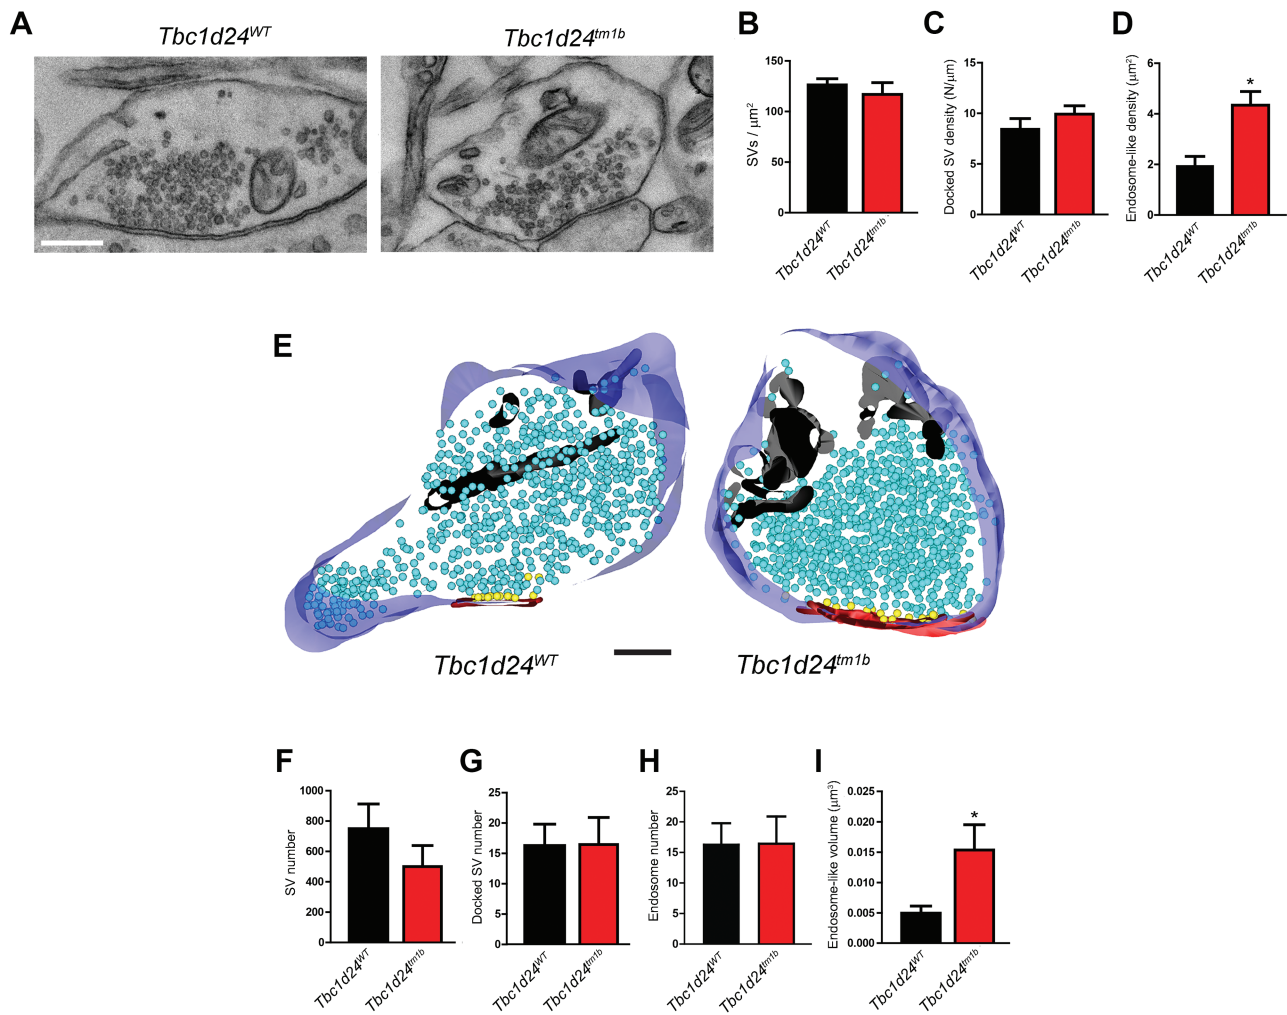 A
Tbc1d24WT
Tbc1d24tm1b
B
SVs / μm2
150
100
50
0
Tbc1d24WT
Tbc1d24tm1b
C
Docked SV density (N/μm)
15
10
5
0
Tbc1d24WT
Tbc1d24tm1b
D
Endosome-like density (μm2)
6
4
2
0
*
Tbc1d24WT
Tbc1d24tm1b
E
Tbc1d24WT
Tbc1d24tm1b
F
SV number
1000
800
600
400
200
0
Tbc1d24WT
Tbc1d24tm1b
G
Docked SV number
25
20
15
10
5
0
Tbc1d24WT
Tbc1d24tm1b
H
Endosome number
25
20
15
10
5
0
Tbc1d24WT
Tbc1d24tm1b
I
Endosome-like volume (μm3)
0.025
0.020
0.015
0.010
0.005
0.000
*
Tbc1d24WT
Tbc1d24tm1b